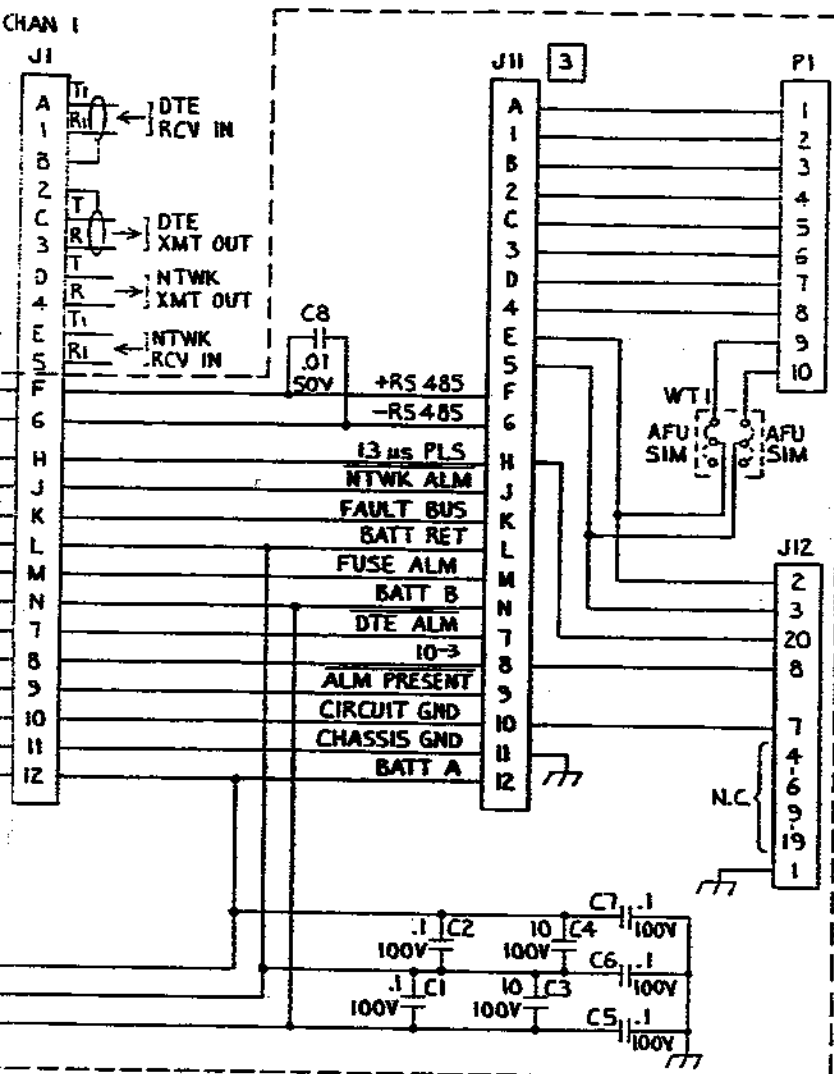 CHAN 1
J1
A
1
B
2
C
3
D
4
E
5
F
6
H
J
K
L
M
N
7
8
9
10
11
12
T1
R1
DTE
RCV IN
T
R
DTE
XMT OUT
T
R
NTWK
XMT OUT
T1
R1
NTWK
RCV IN
C8
.01
50V
+RS 485
-RS 485
1.3 µs PLS
NTWK ALM
FAULT BUS
BATT RET
FUSE ALM
BATT B
DTE ALM
10-3
ALM PRESENT
CIRCUIT GND
CHASSIS GND
BATT A
J11
3
A
1
B
2
C
3
D
4
E
5
F
6
H
J
K
L
M
N
7
8
9
10
11
12
P1
1
2
3
4
5
6
7
8
9
10
WT1
AFU
SIM
AFU
SIM
J12
2
3
20
8
7
4
-
6
9
-
19
1
N.C.
C7 .1
100V
.1 C2
100V
10 C4
100V
C6 .1
100V
.1 C1
100V
10 C3
100V
C5 .1
100V